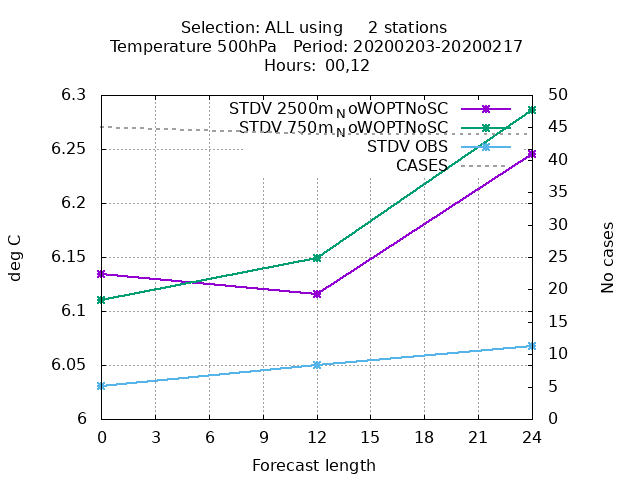 Selection: ALL using     2 stations
Temperature 500hPa   Period: 20200203-20200217
Hours: 00,12
6.3
6.25
6.2
6.15
6.1
6.05
6
deg C
STDV 2500m_NoWOPTNoSC
STDV 750m_NoWOPTNoSC
STDV OBS
CASES
50
45
40
35
30
25
20
15
10
5
0
No cases
0 3 6 9 12 15 18 21 24
Forecast length